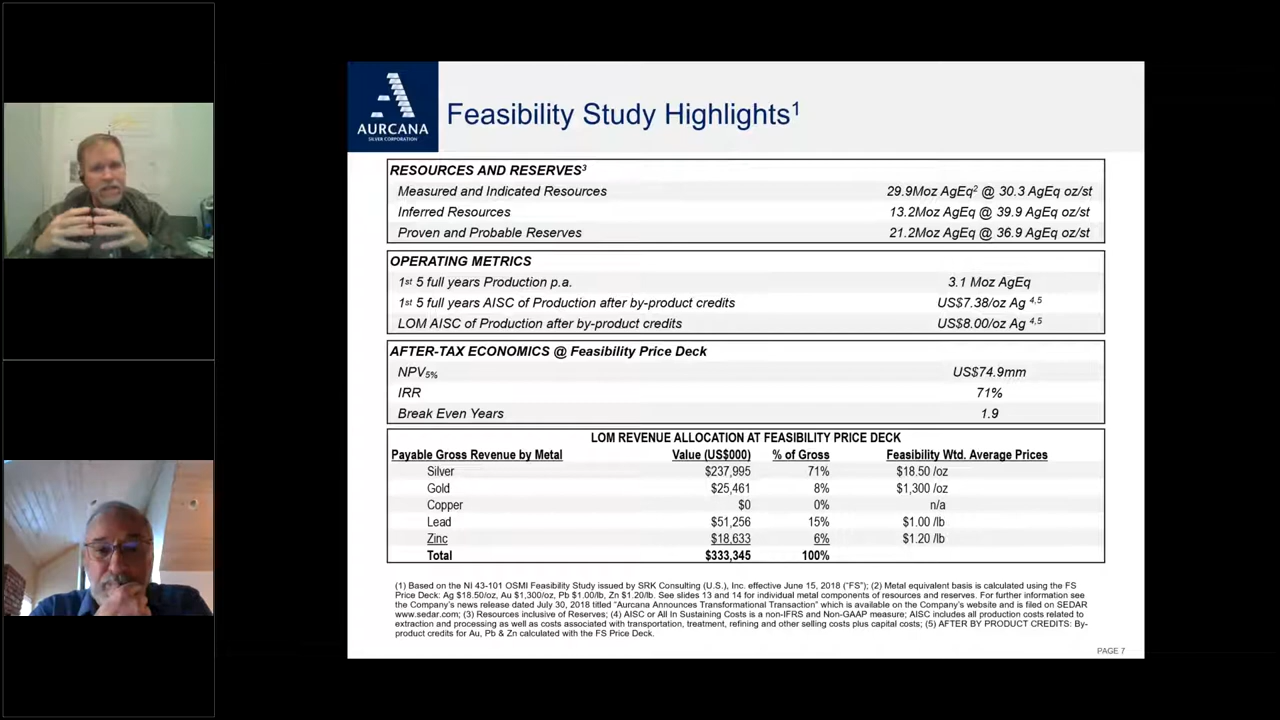 AURCANA
SILVER CORPORATION
Feasibility Study Highlights1
RESOURCES AND RESERVES3
Measured and Indicated Resources 29.9Moz AgEq2 @ 30.3 AgEq oz/st
Inferred Resources 13.2Moz AgEq @ 39.9 AgEq oz/st
Proven and Probable Reserves 21.2Moz AgEq @ 36.9 AgEq oz/st
OPERATING METRICS
1st 5 full years Production p.a. 3.1 Moz AgEq
1st 5 full years AISC of Production after by-product credits US$7.38/oz Ag 4,5
LOM AISC of Production after by-product credits US$8.00/oz Ag 4,5
AFTER-TAX ECONOMICS @ Feasibility Price Deck
NPV5% US$74.9mm
IRR 71%
Break Even Years 1.9
LOM REVENUE ALLOCATION AT FEASIBILITY PRICE DECK
Payable Gross Revenue by Metal Value (US$000) % of Gross Feasibility Wtd. Average Prices
Silver $237,995 71% $18.50 /oz
Gold $25,461 8% $1,300 /oz
Copper $0 0% n/a
Lead $51,256 15% $1.00 /lb
Zinc $18,633 6% $1.20 /lb
Total $333,345 100%
(1) Based on the NI 43-101 OSMI Feasibility Study issued by SRK Consulting (U.S.), Inc. effective June 15, 2018 ("FS"); (2) Metal equivalent basis is calculated using the FS
Price Deck: Ag $18.50/oz, Au $1,300/oz, Pb $1.00/lb, Zn $1.20/lb. See slides 13 and 14 for individual metal components of resources and reserves. For further information see
the Company's news release dated July 30, 2018 titled "Aurcana Announces Transformational Transaction" which is available on the Company's website and is filed on SEDAR
www.sedar.com; (3) Resources inclusive of Reserves; (4) AISC or All In Sustaining Costs is a non-IFRS and Non-GAAP measure; AISC includes all production costs related to
extraction and processing as well as costs associated with transportation, treatment, refining and other selling costs plus capital costs; (5) AFTER BY PRODUCT CREDITS: By-
product credits for Au, Pb & Zn calculated with the FS Price Deck.
PAGE 7